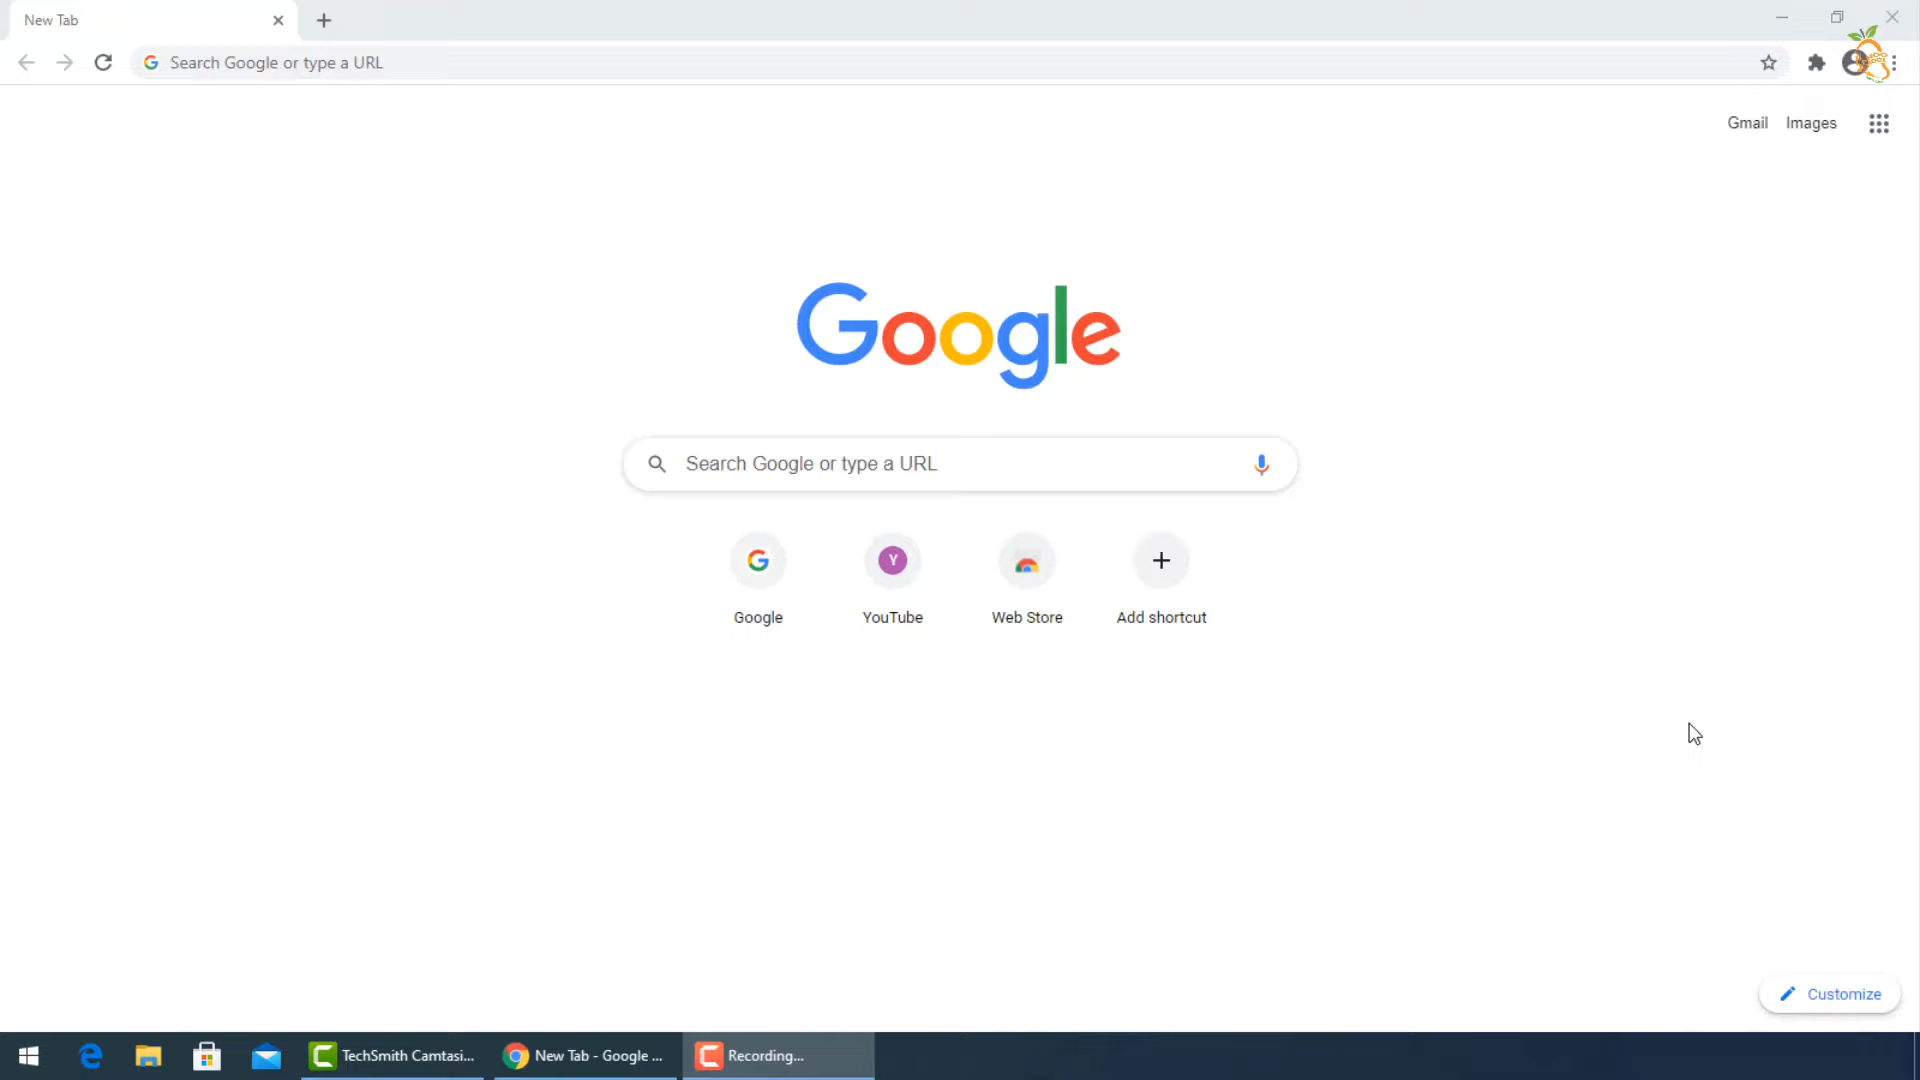 New Tab
Search Google or type a URL
Gmail Images
Google
Search Google or type a URL
Y
Google YouTube Web Store Add shortcut
Customize
TechSmith Camtasi... New Tab - Google ... Recording...